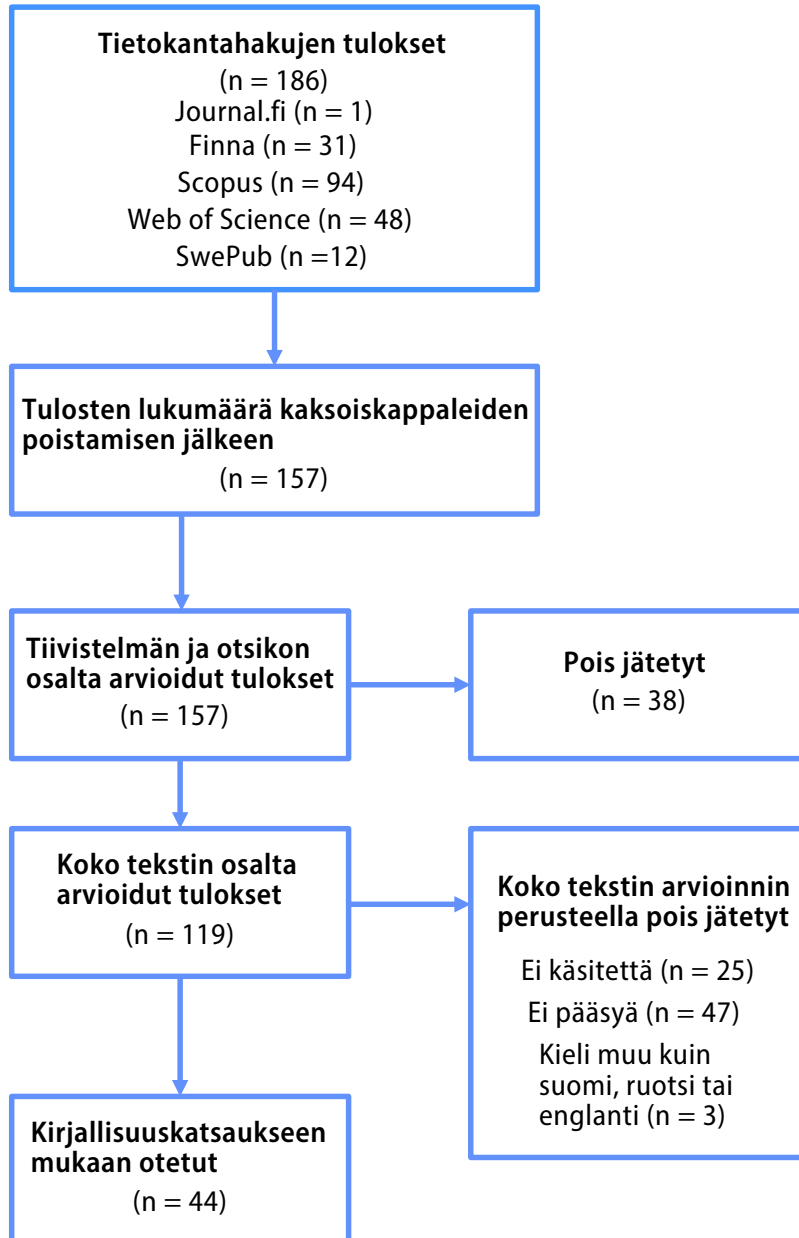 Tietokantahakujen tulokset
(n = 186)
Journal.fi (n = 1)
Finna (n = 31)
Scopus (n = 94)
Web of Science (n = 48)
SwePub (n =12)
Tulosten lukumäärä kaksoiskappaleiden
poistamisen jälkeen
(n = 157)
Tiivistelmän ja otsikon
osalta arvioidut tulokset
(n = 157)
Pois jätetyt
(n = 38)
Koko tekstin osalta
arvioidut tulokset
(n = 119)
Koko tekstin arvioinnin
perusteella pois jätetyt
Ei käsitettä (n = 25)
Ei pääsyä (n = 47)
Kieli muu kuin
suomi, ruotsi tai
englanti (n = 3)
Kirjallisuuskatsaukseen
mukaan otetut
(n = 44)